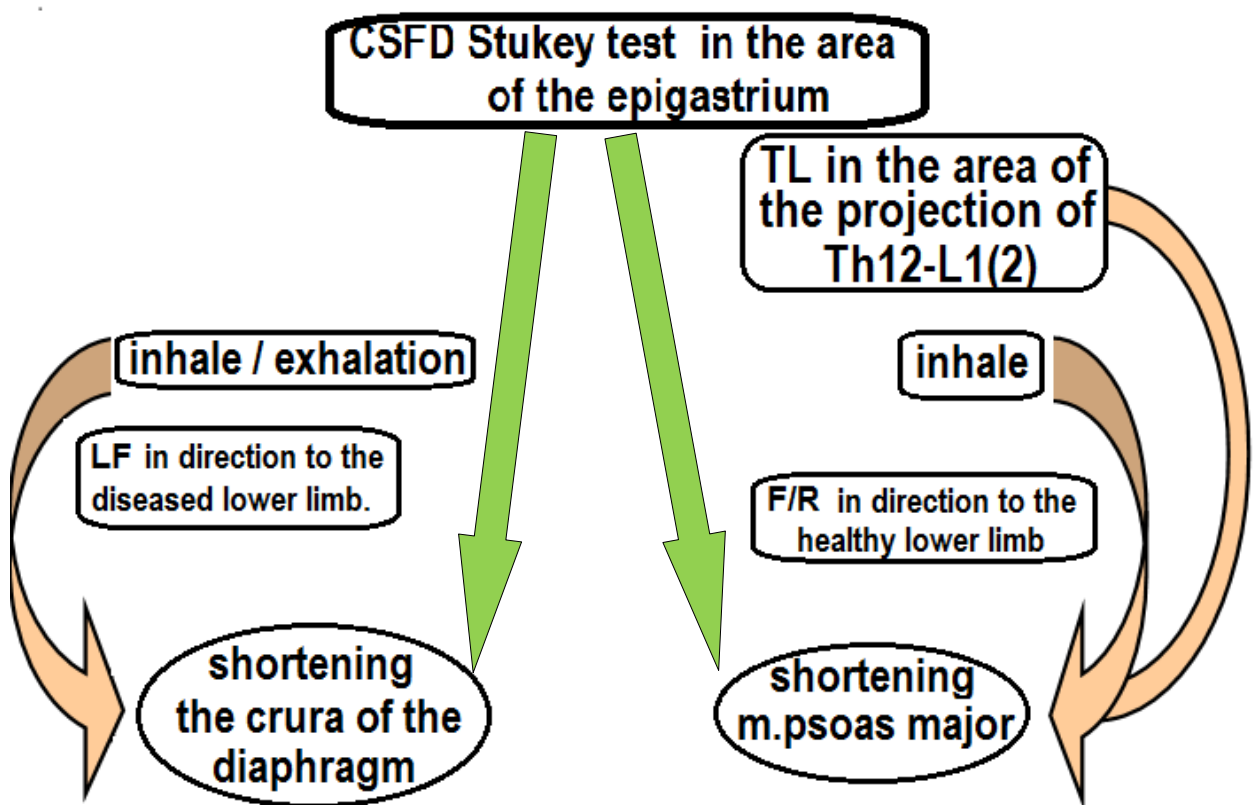 CSFD Stukey test in the area
of the epigastrium
TL in the area of
the projection of
Th12-L1(2)
inhale / exhalation
inhale
LF in direction to the
diseased lower limb.
F/R in direction to the
healthy lower limb
shortening
the crura of the
diaphragm
shortening
m.psoas major